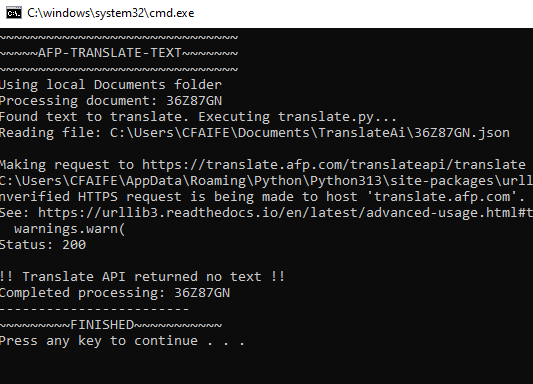 C:\windows\system32\cmd.exe
~~~~~~~~~~~~~~~~~~~~~~~~~~~~~~
~~~~~AFP-TRANSLATE-TEXT~~~~~~~
~~~~~~~~~~~~~~~~~~~~~~~~~~~~~~
Using local Documents folder
Processing document: 36Z87GN
Found text to translate. Executing translate.py...
Reading file: C:\Users\CFAIFE\Documents\TranslateAi\36Z87GN.json
Making request to https://translate.afp.com/translateapi/translate
C:\Users\CFAIFE\AppData\Roaming\Python\Python313\site-packages\urll
nverified HTTPS request is being made to host 'translate.afp.com'.
See: https://urllib3.readthedocs.io/en/latest/advanced-usage.html#t
warnings.warn(
Status: 200
!! Translate API returned no text !!
Completed processing: 36Z87GN
------------------------
~~~~~~~~~FINISHED~~~~~~~~~~~
Press any key to continue . . .